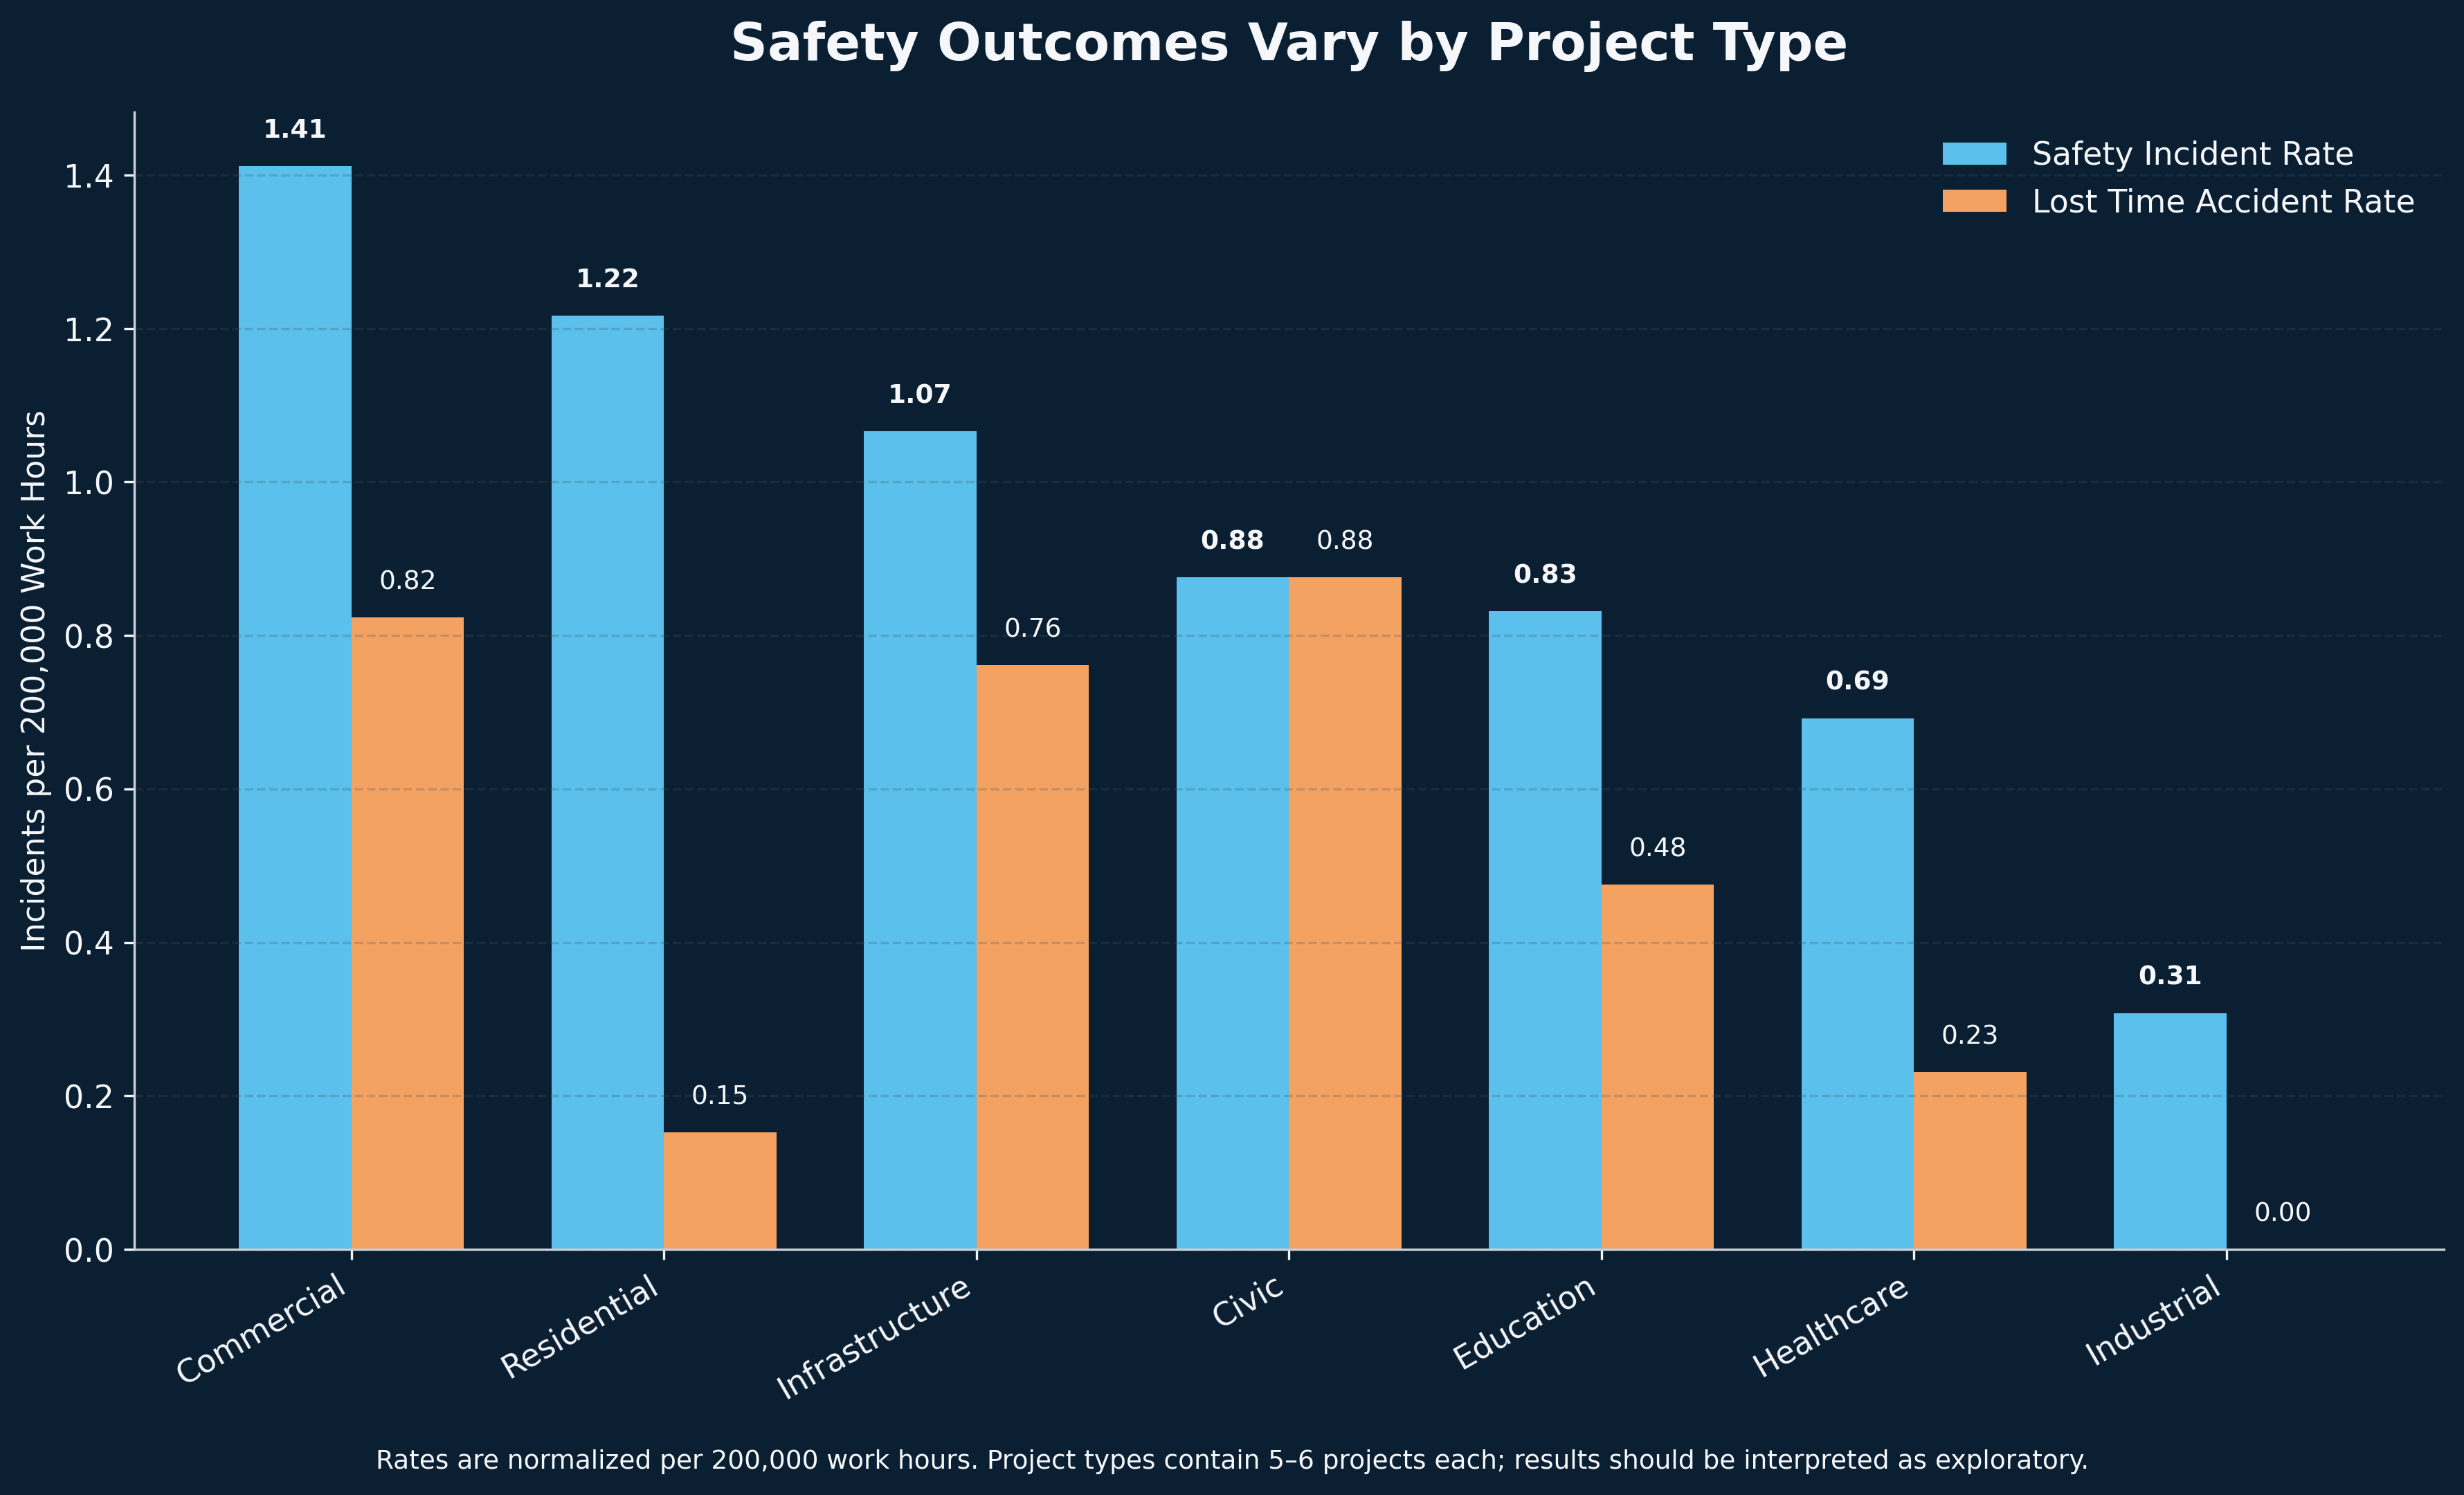 Safety Outcomes Vary by Project Type
Safety Incident Rate
Lost Time Accident Rate
Incidents per 200,000 Work Hours
1.4
1.2
1.0
0.8
0.6
0.4
0.2
0.0
1.41
0.82
1.22
0.15
1.07
0.76
0.88
0.88
0.83
0.48
0.69
0.23
0.31
0.00
Commercial
Residential
Infrastructure
Civic
Education
Healthcare
Industrial
Rates are normalized per 200,000 work hours. Project types contain 5–6 projects each; results should be interpreted as exploratory.